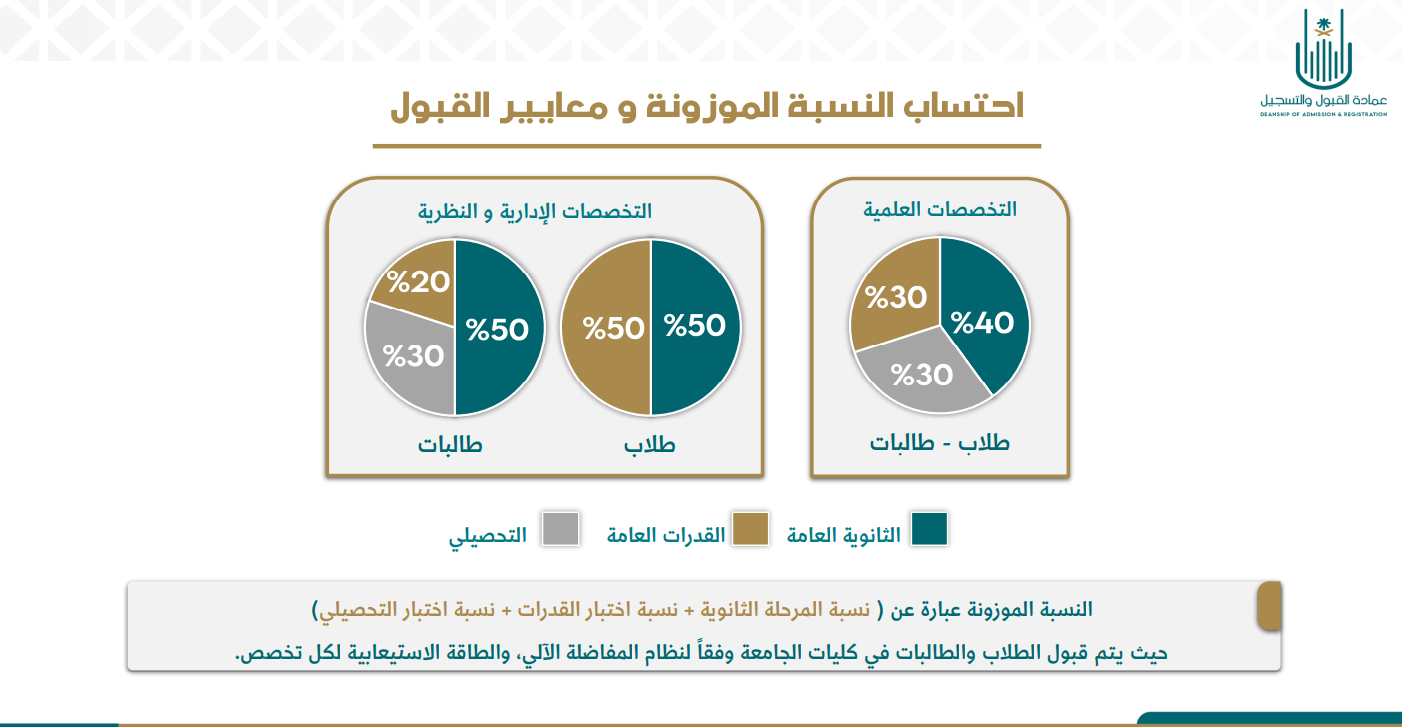 عمادة القبول والتسجيل
DEANSHIP OF ADMISSION & REGISTRATION
احتساب النسبة الموزونة و معايير القبول
التخصصات العلمية
%40
%30
%30
طلاب - طالبات
التخصصات الإدارية و النظرية
%50
%50
طلاب
%50
%20
%30
طالبات
الثانوية العامة
القدرات العامة
التحصيلي
النسبة الموزونة عبارة عن ( نسبة المرحلة الثانوية + نسبة اختبار القدرات + نسبة اختبار التحصيلي)
حيث يتم قبول الطلاب والطالبات في كليات الجامعة وفقاً لنظام المفاضلة الآلي، والطاقة الاستيعابية لكل تخصص.